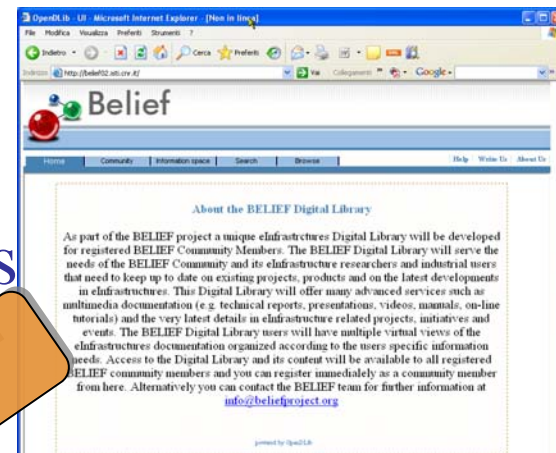 OpenDLib - UI - Microsoft Internet Explorer - [Non in linea]
File Modifica Visualizza Preferiti Strumenti ?
Indietro Cerca Preferiti
Indirizzo http://belief02.isti.cnr.it/ Vai Collegamenti Google
Belief
Home Community Information space Search Browse Help Write Us About Us
About the BELIEF Digital Library
As part of the BELIEF project a unique eInfrastrctures Digital Library will be developed
for registered BELIEF Community Members. The BELIEF Digital Library will serve the
needs of the BELIEF Community and its eInfrastructure researchers and industrial users
that need to keep up to date on existing projects, products and on the latest developments
in eInfrastructures. This Digital Library will offer many advanced services such as
multimedia documentation (e.g. technical reports, presentations, videos, manuals, on-line
tutorials) and the very latest details in eInfrastructure related projects, initiatives and
events. The BELIEF Digital Library users will have multiple virtual views of the
eInfrastructures documentation organized according to the users specific information
needs. Access to the Digital Library and its content will be available to all registered
BELIEF community members and you can register immedialely as a community member
from here. Alternatively you can contact the BELIEF team for further information at
info@beliefproject.org
powered by OpenDLib
S